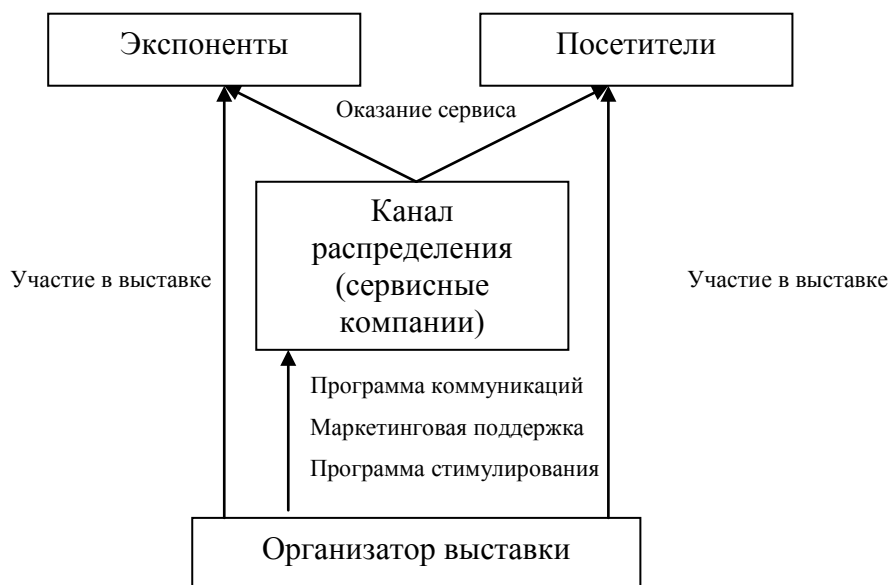 Экспоненты
Посетители
Оказание сервиса
Канал
распределения
(сервисные
компании)
Участие в выставке
Участие в выставке
Программа коммуникаций
Маркетинговая поддержка
Программа стимулирования
Организатор выставки